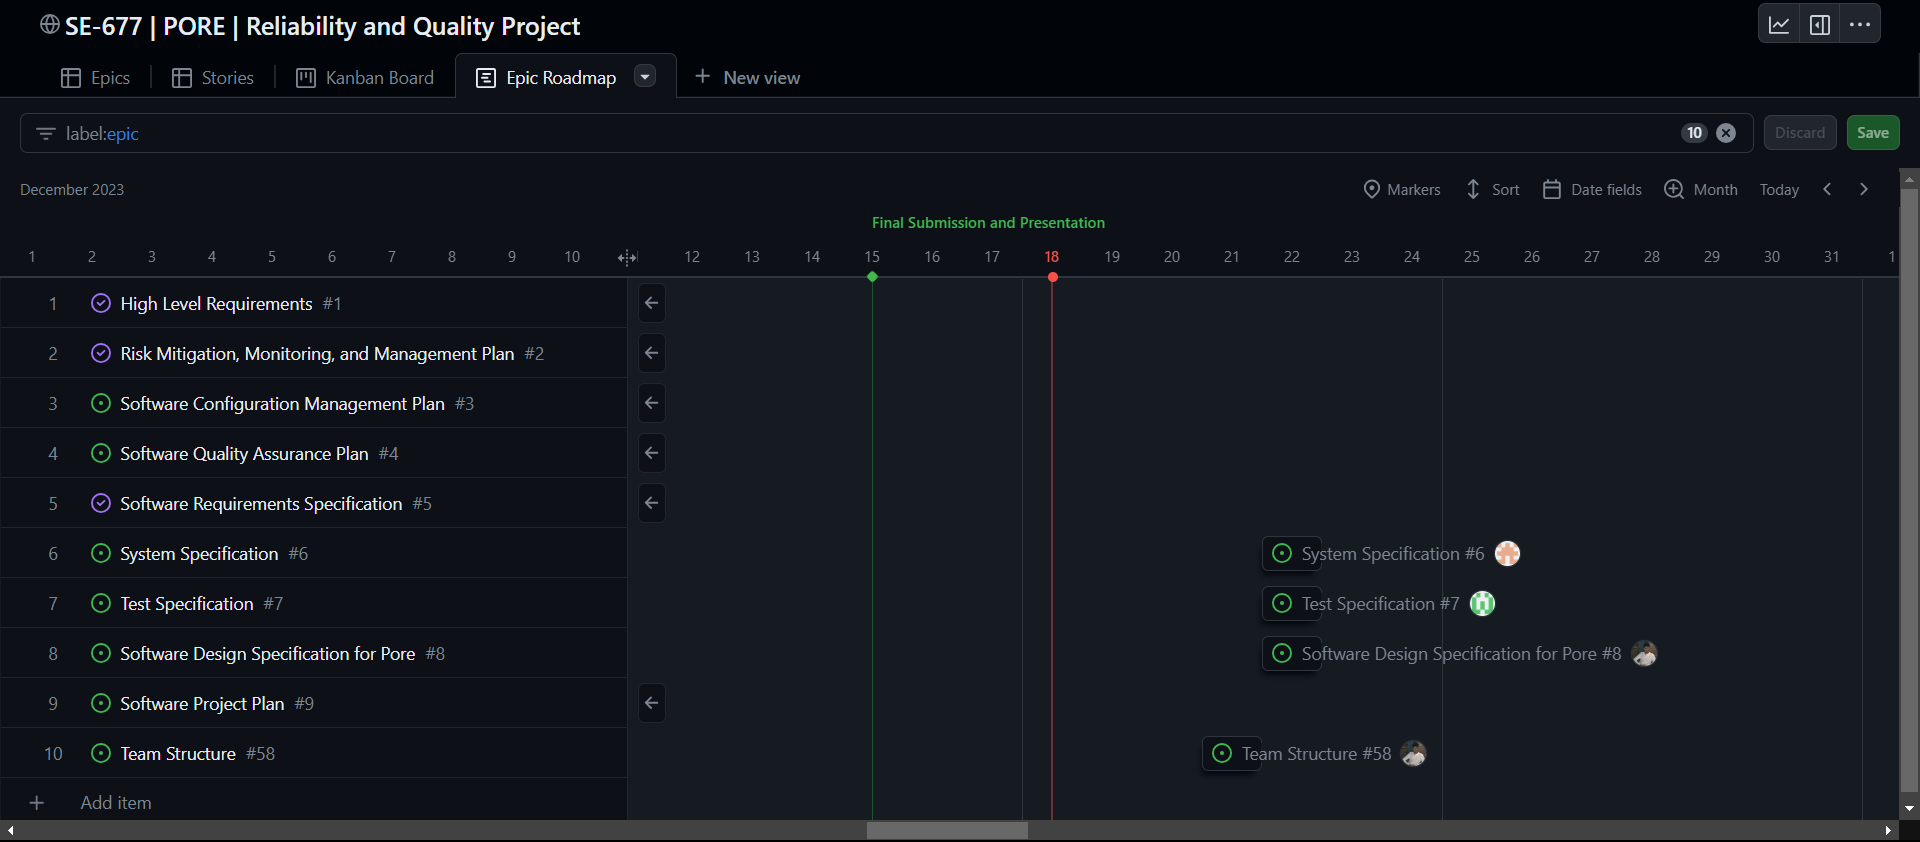 SE-677 | PORE | Reliability and Quality Project
Epics Stories Kanban Board Epic Roadmap New view
label:epic 10 Discard Save
December 2023 Markers Sort Date fields Month Today
Final Submission and Presentation
1 2 3 4 5 6 7 8 9 10 12 13 14 15 16 17 18 19 20 21 22 23 24 25 26 27 28 29 30 31 1
1 High Level Requirements #1
2 Risk Mitigation, Monitoring, and Management Plan #2
3 Software Configuration Management Plan #3
4 Software Quality Assurance Plan #4
5 Software Requirements Specification #5
6 System Specification #6 System Specification #6
7 Test Specification #7 Test Specification #7
8 Software Design Specification for Pore #8 Software Design Specification for Pore #8
9 Software Project Plan #9
10 Team Structure #58 Team Structure #58
Add item